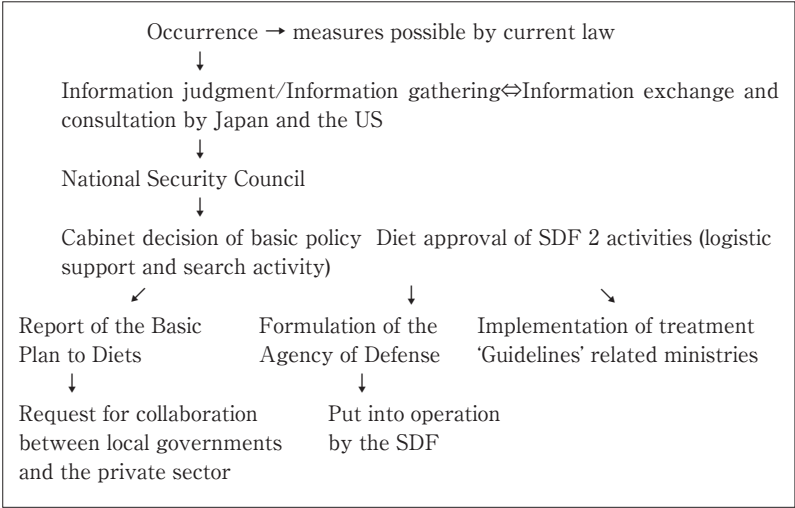 Occurrence → measures possible by current law
↓
Information judgment/Information gathering⇔Information exchange and
consultation by Japan and the US
↓
National Security Council
↓
Cabinet decision of basic policy Diet approval of SDF 2 activities (logistic
support and search activity)
↙ ↓ ↘
Report of the Basic
Plan to Diets
Formulation of the
Agency of Defense
Implementation of treatment
‘Guidelines’ related ministries
↓ ↓
Request for collaboration
between local governments
and the private sector
Put into operation
by the SDF